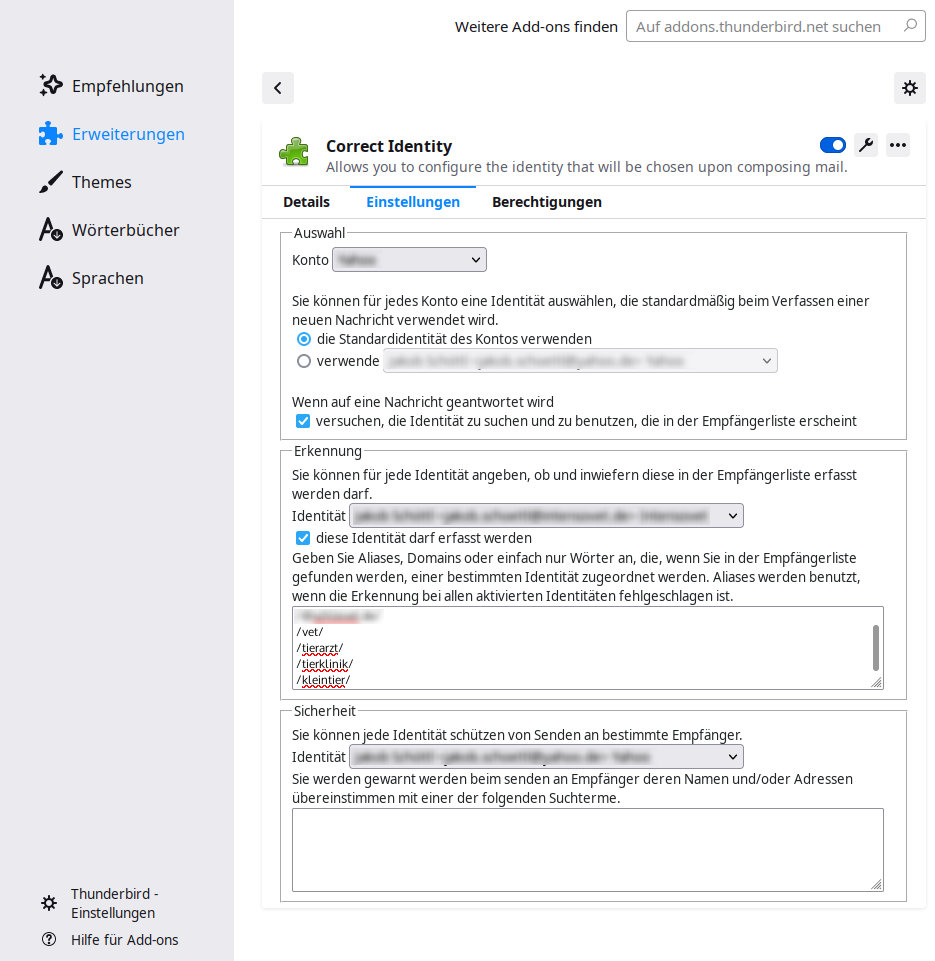 Weitere Add-ons finden
Auf addons.thunderbird.net suchen
Empfehlungen
Erweiterungen
Themes
Wörterbücher
Sprachen
Correct Identity
Allows you to configure the identity that will be chosen upon composing mail.
Details Einstellungen Berechtigungen
Auswahl
Konto
Sie können für jedes Konto eine Identität auswählen, die standardmäßig beim Verfassen einer
neuen Nachricht verwendet wird.
die Standardidentität des Kontos verwenden
verwende
Wenn auf eine Nachricht geantwortet wird
versuchen, die Identität zu suchen und zu benutzen, die in der Empfängerliste erscheint
Erkennung
Sie können für jede Identität angeben, ob und inwiefern diese in der Empfängerliste erfasst
werden darf.
Identität
diese Identität darf erfasst werden
Geben Sie Aliases, Domains oder einfach nur Wörter an, die, wenn Sie in der Empfängerliste
gefunden werden, einer bestimmten Identität zugeordnet werden. Aliases werden benutzt,
wenn die Erkennung bei allen aktivierten Identitäten fehlgeschlagen ist.
/vet/
/tierarzt/
/tierklinik/
/kleintier/
Sicherheit
Sie können jede Identität schützen von Senden an bestimmte Empfänger.
Identität
Sie werden gewarnt werden beim senden an Empfänger deren Namen und/oder Adressen
übereinstimmen mit einer der folgenden Suchterme.
Thunderbird -
Einstellungen
Hilfe für Add-ons